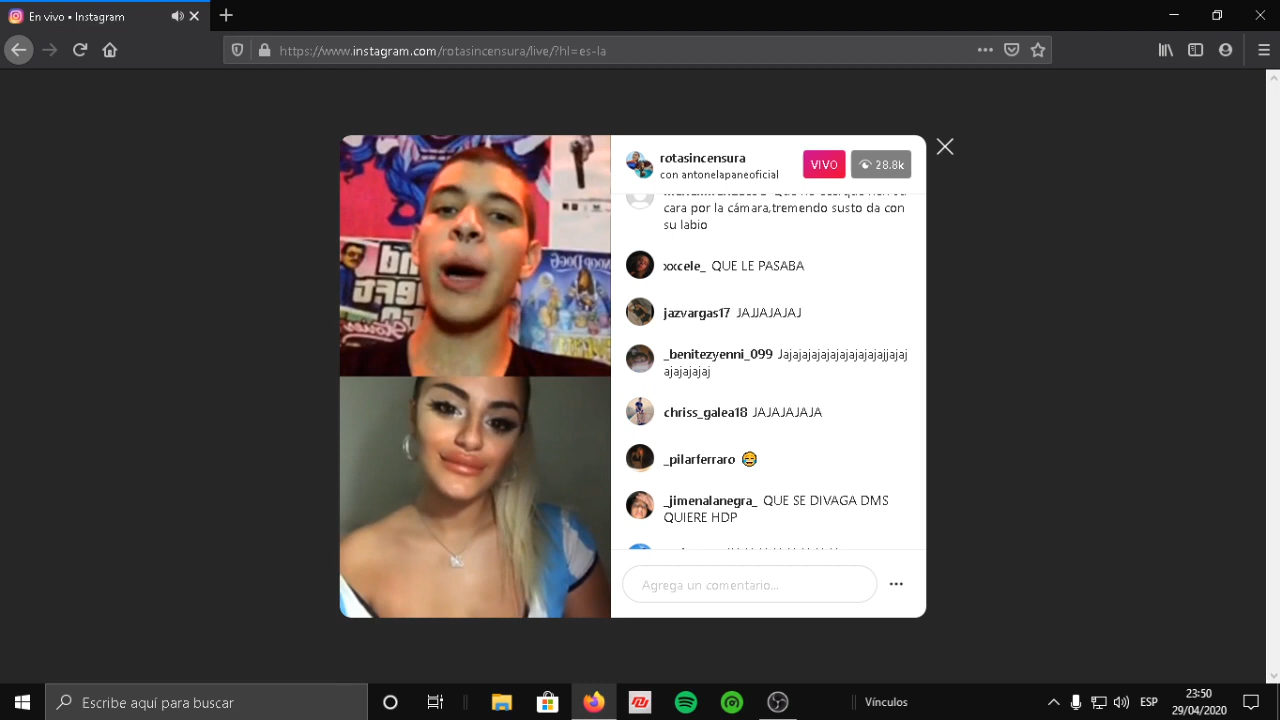 En vivo • Instagram
https://www.instagram.com/rotasincensura/live/?hl=es-la
rotasincensura
con antonelapaneoficial
VIVO
28.8k
cara por la cámara,tremendo susto da con
su labio
xxcele_ QUE LE PASABA
jazvargas17 JAJJAJAJAJ
_benitezyenni_099 Jajajajajajajajajajajajjajaj
ajajajajaj
chriss_galea18 JAJAJAJAJA
_pilarferraro 😂
_jimenalanegra_ QUE SE DIVAGA DMS
QUIERE HDP
Agrega un comentario...
Escribe aquí para buscar
Vínculos
ESP
23:50
29/04/2020